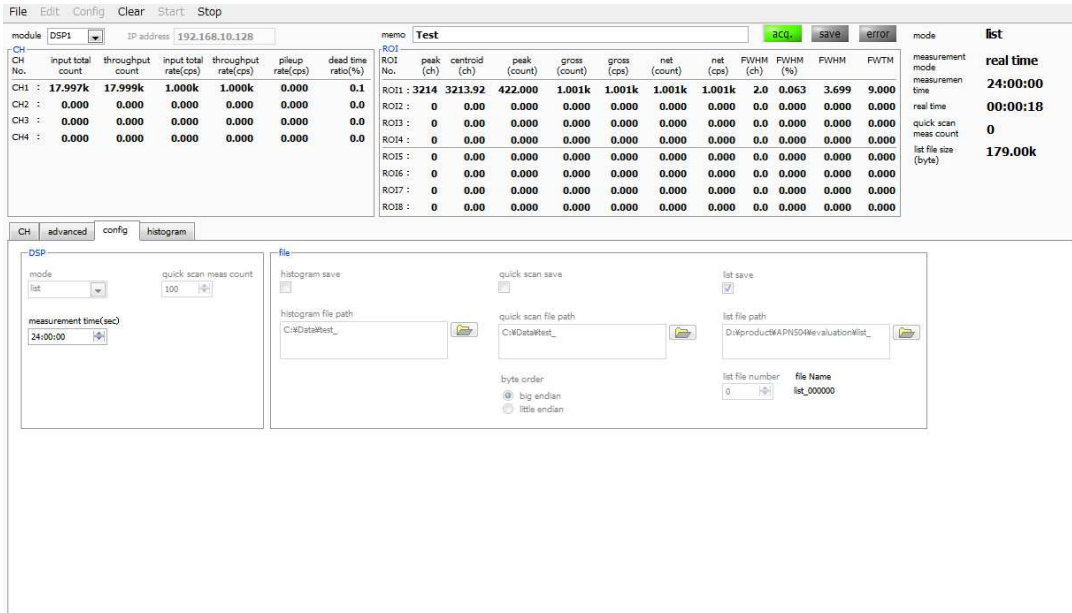 File Edit Config Clear Start Stop
module DSP1 IP address 192.168.10.128 memo Test acq. save error mode list
CH
CH No. input total count throughput count input total rate(cps) throughput rate(cps) pileup rate(cps) dead time ratio(%)
CH1 : 17.997k 17.999k 1.000k 1.000k 0.000 0.1
CH2 : 0.000 0.000 0.000 0.000 0.000 0.0
CH3 : 0.000 0.000 0.000 0.000 0.000 0.0
CH4 : 0.000 0.000 0.000 0.000 0.000 0.0
ROI
ROI No. peak (ch) centroid (ch) peak (count) gross (count) gross (cps) net (count) net (cps) FWHM (ch) FWHM (%) FWHM FWTM
ROI1 : 3214 3213.92 422.000 1.001k 1.001k 1.001k 1.001k 2.0 0.063 3.699 9.000
ROI2 : 0 0.00 0.000 0.000 0.000 0.000 0.000 0.0 0.000 0.000 0.000
ROI3 : 0 0.00 0.000 0.000 0.000 0.000 0.000 0.0 0.000 0.000 0.000
ROI4 : 0 0.00 0.000 0.000 0.000 0.000 0.000 0.0 0.000 0.000 0.000
ROI5 : 0 0.00 0.000 0.000 0.000 0.000 0.000 0.0 0.000 0.000 0.000
ROI6 : 0 0.00 0.000 0.000 0.000 0.000 0.000 0.0 0.000 0.000 0.000
ROI7 : 0 0.00 0.000 0.000 0.000 0.000 0.000 0.0 0.000 0.000 0.000
ROI8 : 0 0.00 0.000 0.000 0.000 0.000 0.000 0.0 0.000 0.000 0.000
measurement mode real time
measuremen time 24:00:00
real time 00:00:18
quick scan meas count 0
list file size (byte) 179.00k
CH advanced config histogram
DSP
mode quick scan meas count
list 100
measurement time(sec)
24:00:00
file
histogram save quick scan save list save
histogram file path quick scan file path list file path
C:¥Data¥test_ C:¥Data¥test_ D:¥product¥APN504¥evaluation¥list_
byte order
big endian
little endian
list file number file Name
0 list_000000